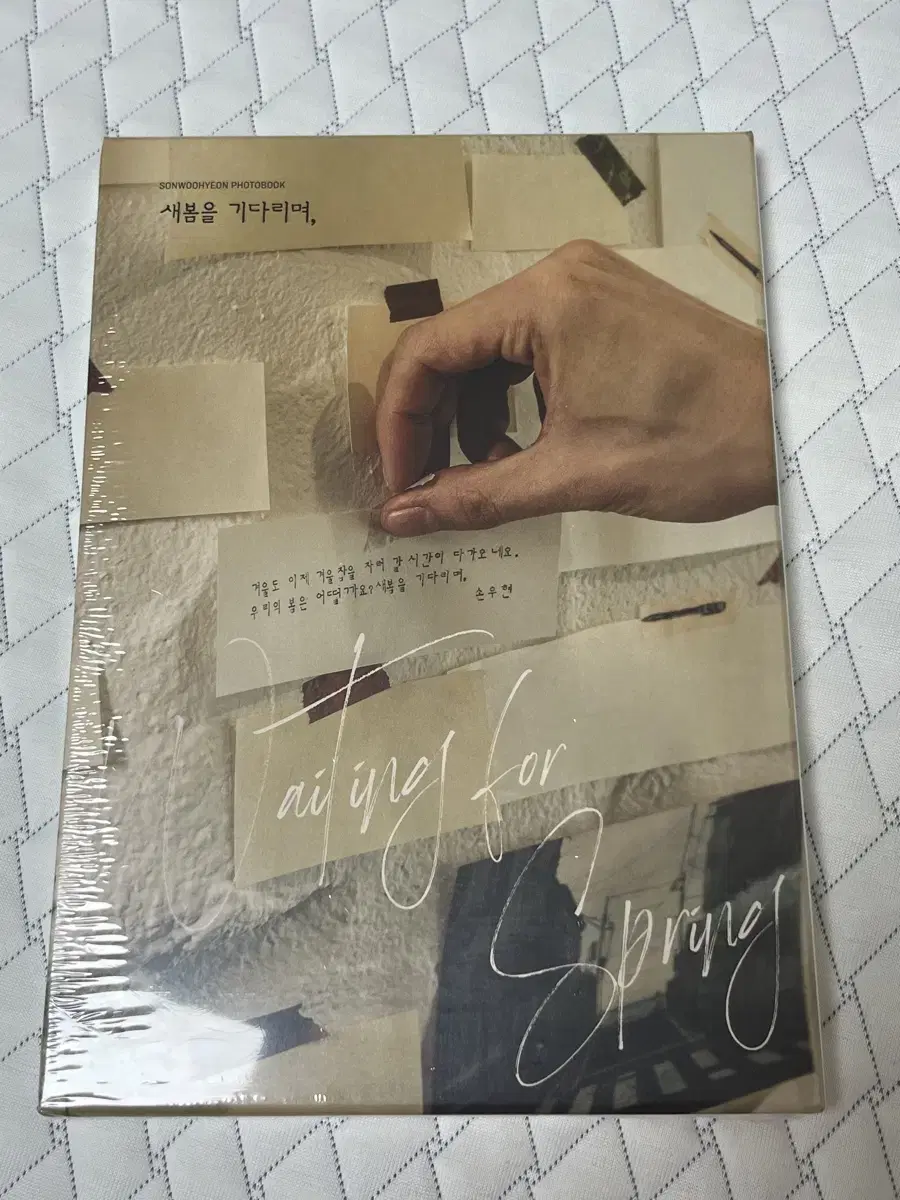 SONWOOHYEON PHOTOBOOK
새봄을 기다리며,
겨울도 이제 겨울잠을 자러 갈 시간이 다가오네요.
우리의 봄은 어떨까요? 새봄을 기다리며,
손우현
Waiting for
Spring